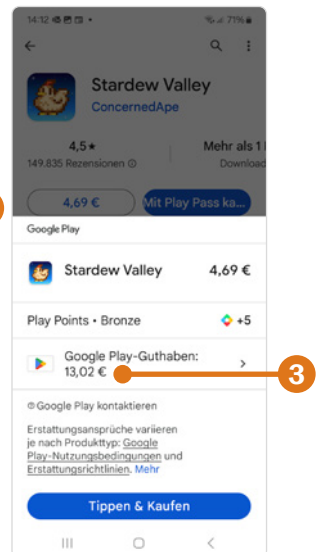 14:12
71%
Stardew Valley
ConcernedApe
4,5★ Mehr als 1
149.835 Rezensionen Download
4,69 € Mit Play Pass ka...
Google Play
Stardew Valley 4,69 €
Play Points • Bronze +5
Google Play-Guthaben:
13,02 €
3
Google Play kontaktieren
Erstattungsansprüche variieren
je nach Produkttyp: Google
Play-Nutzungsbedingungen und
Erstattungsrichtlinien. Mehr
Tippen & Kaufen